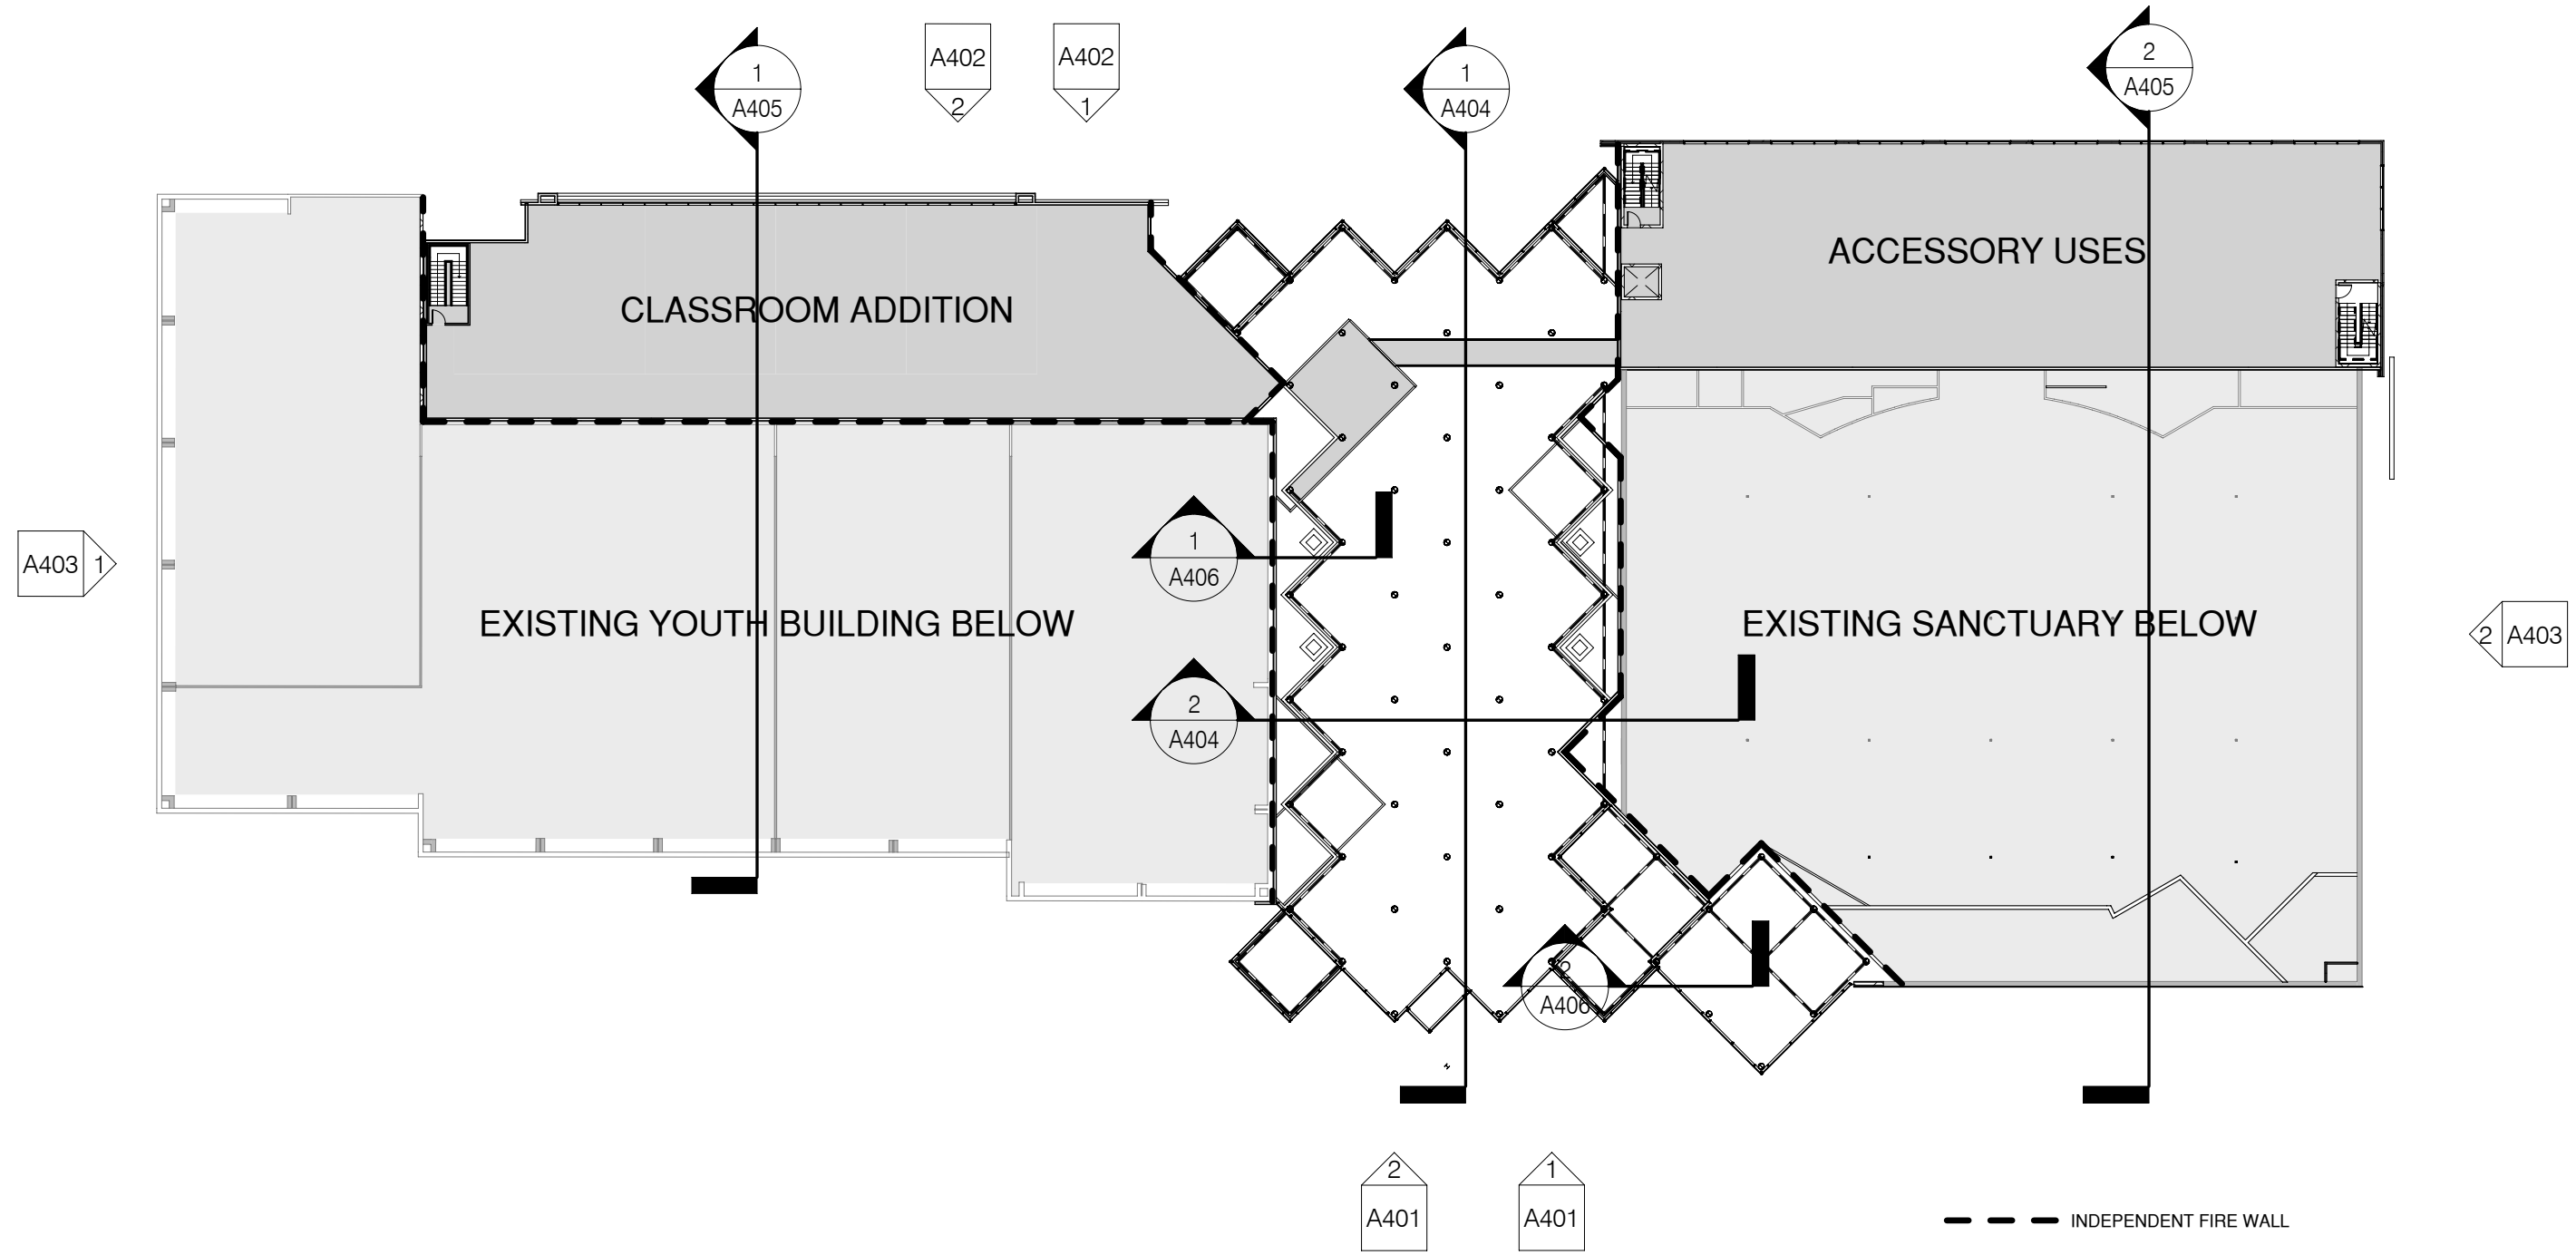 2
A405
A402
2
A402
1
1
A405
1
A404
ACCESSORY USES
CLASSROOM ADDITION
A403
1
1
A406
EXISTING YOUTH BUILDING BELOW
EXISTING SANCTUARY BELOW
2
A403
2
A404
2
A406
2
A401
1
A401
INDEPENDENT FIRE WALL